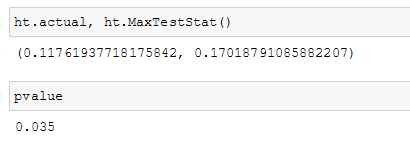 ht.actual, ht.MaxTestStat()
(0.11761937718175842, 0.17018791085882207)
pvalue
0.035